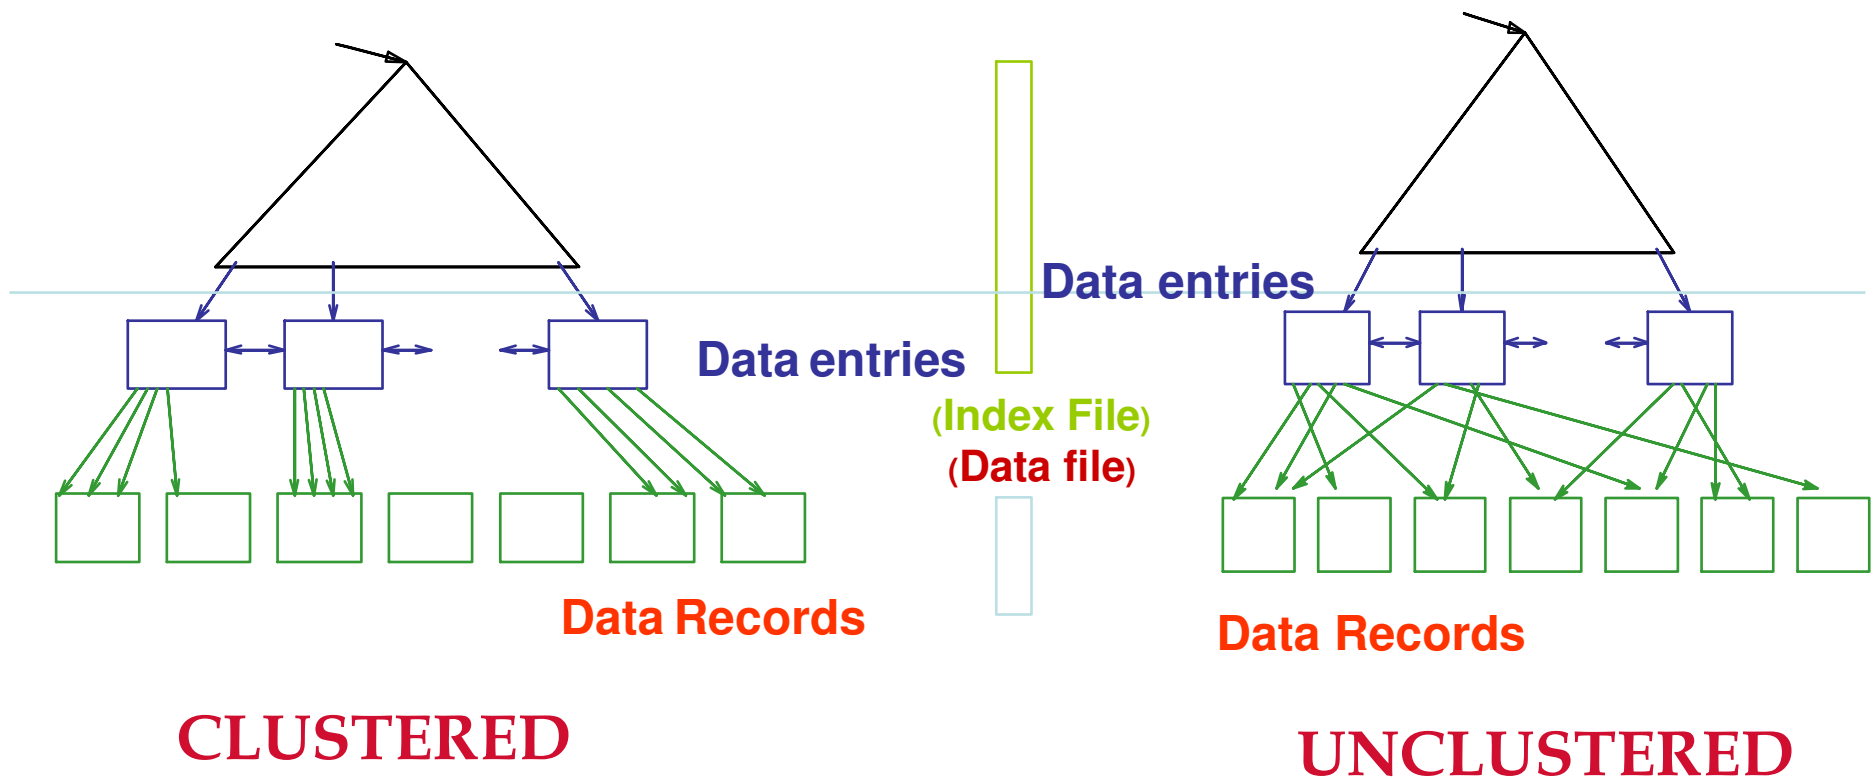 Data entries
Data entries
(Index File)
(Data file)
Data Records
Data Records
CLUSTERED
UNCLUSTERED